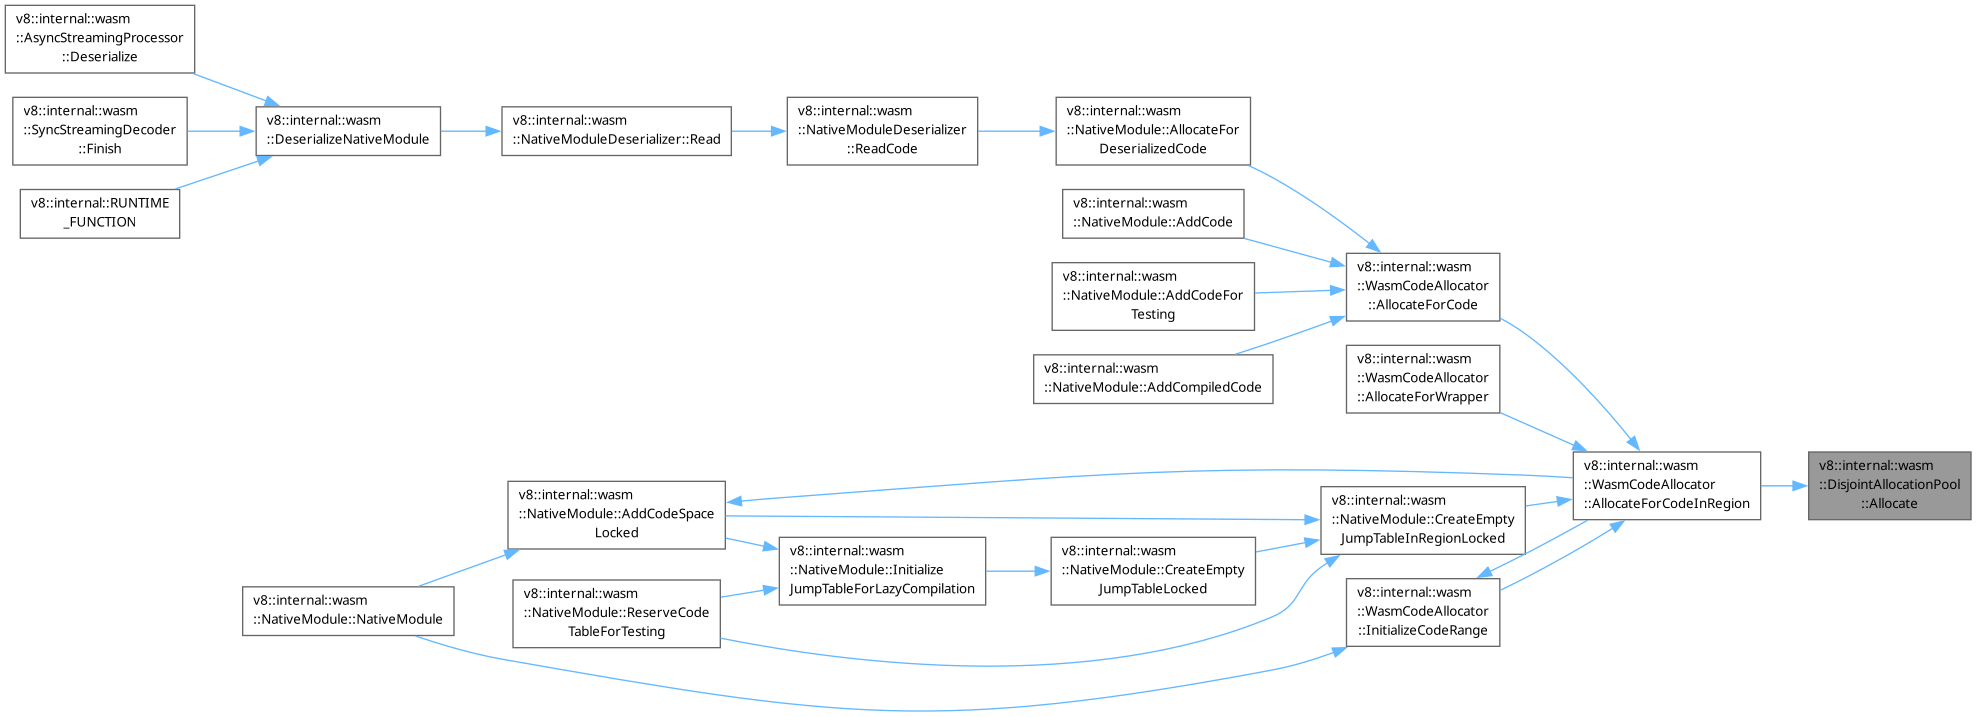 v8::internal::wasm
::AsyncStreamingProcessor
::Deserialize
v8::internal::wasm
::SyncStreamingDecoder
::Finish
v8::internal::RUNTIME
_FUNCTION
v8::internal::wasm
::DeserializeNativeModule
v8::internal::wasm
::NativeModuleDeserializer::Read
v8::internal::wasm
::NativeModuleDeserializer
::ReadCode
v8::internal::wasm
::NativeModule::AllocateFor
DeserializedCode
v8::internal::wasm
::NativeModule::AddCode
v8::internal::wasm
::NativeModule::AddCodeFor
Testing
v8::internal::wasm
::NativeModule::AddCompiledCode
v8::internal::wasm
::WasmCodeAllocator
::AllocateForCode
v8::internal::wasm
::WasmCodeAllocator
::AllocateForWrapper
v8::internal::wasm
::WasmCodeAllocator
::AllocateForCodeInRegion
v8::internal::wasm
::DisjointAllocationPool
::Allocate
v8::internal::wasm
::NativeModule::AddCodeSpace
Locked
v8::internal::wasm
::NativeModule::CreateEmpty
JumpTableInRegionLocked
v8::internal::wasm
::NativeModule::Initialize
JumpTableForLazyCompilation
v8::internal::wasm
::NativeModule::CreateEmpty
JumpTableLocked
v8::internal::wasm
::NativeModule::ReserveCode
TableForTesting
v8::internal::wasm
::NativeModule::NativeModule
v8::internal::wasm
::WasmCodeAllocator
::InitializeCodeRange